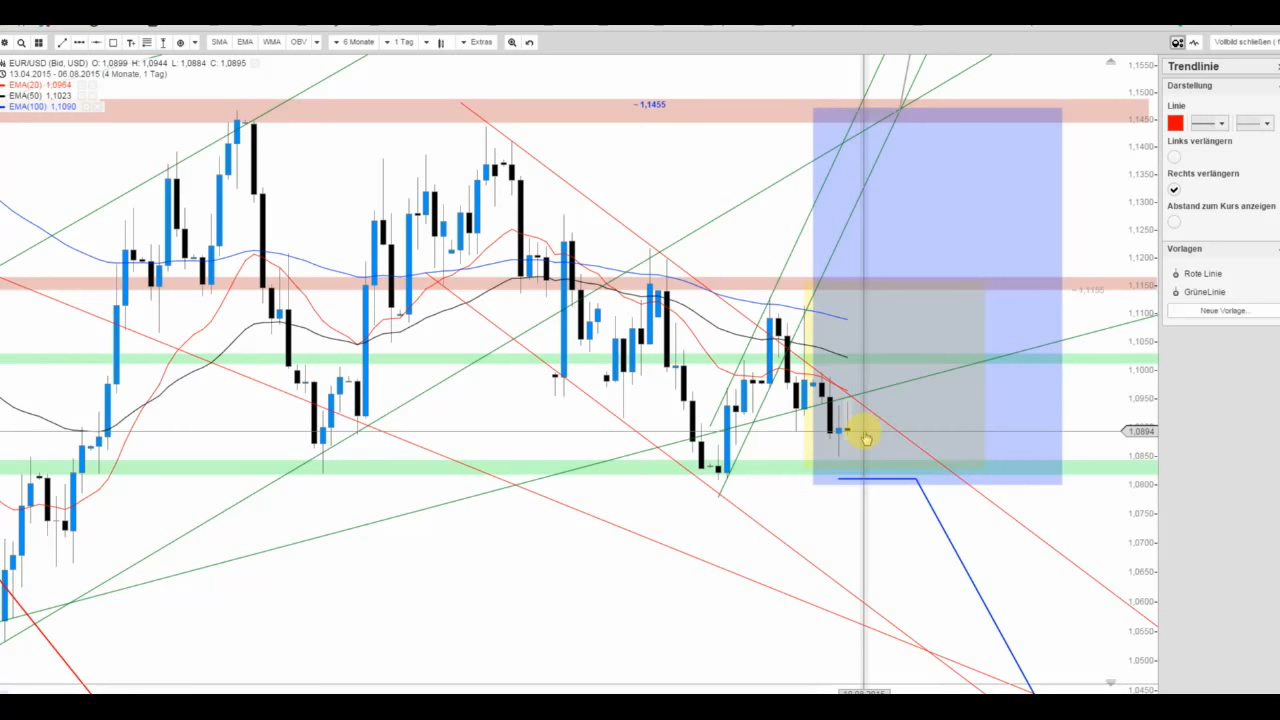 SMA EMA WMA OBV 6 Monate 1 Tag Extras Vollbild schließen (
EUR/USD (Bid, USD) O: 1,0899 H: 1,0944 L: 1,0884 C: 1,0895
13.04.2015 - 06.08.2015 (4 Monate, 1 Tag)
EMA(20) 1,0964
EMA(50) 1,1023
EMA(100) 1,1090
~ 1,1455
~ 1,1155
1,1550
1,1500
1,1450
1,1400
1,1350
1,1300
1,1250
1,1200
1,1150
1,1100
1,1050
1,1000
1,0950
1,0894
1,0850
1,0800
1,0750
1,0700
1,0650
1,0600
1,0550
1,0500
1,0450
Trendlinie
Darstellung
Linie
Links verlängern
Rechts verlängern
Abstand zum Kurs anzeigen
Vorlagen
Rote Linie
GrüneLinie
Neue Vorlage...